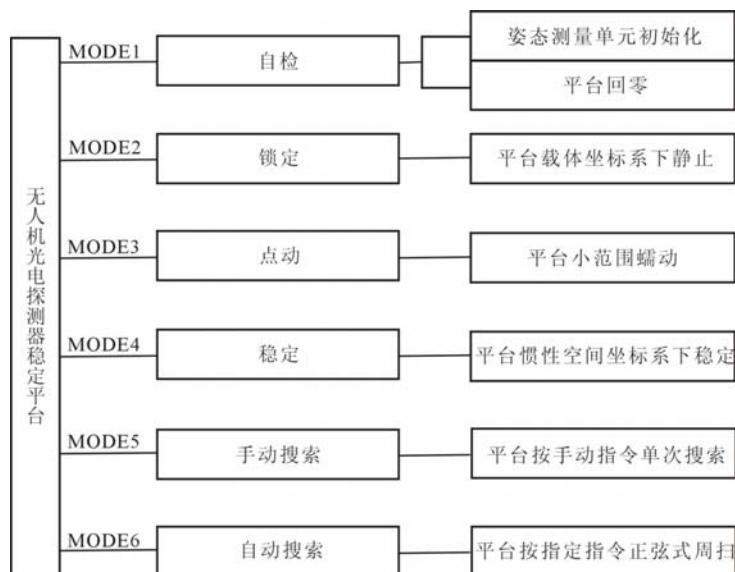 无人机光电探测器稳定平台
MODE1
自检
姿态测量单元初始化
平台回零
MODE2
锁定
平台载体坐标系下静止
MODE3
点动
平台小范围蠕动
MODE4
稳定
平台惯性空间坐标系下稳定
MODE5
手动搜索
平台按手动指令单次搜索
MODE6
自动搜索
平台按指定指令正弦式周扫